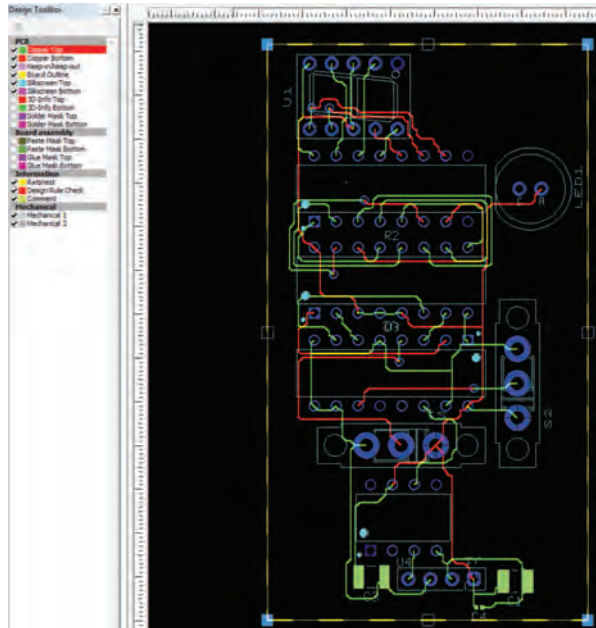 Design Toolbox
PCB
Copper Top
Copper Bottom
Keep-in/keep-out
Board Outline
Silkscreen Top
Silkscreen Bottom
3D-Info Top
3D-Info Bottom
Solder Mask Top
Solder Mask Bottom
Board assembly
Paste Mask Top
Paste Mask Bottom
Glue Mask Top
Glue Mask Bottom
Information
Ratsnest
Design Rule Check
Comment
Mechanical
Mechanical 1
Mechanical 2
U1
LED1
R2
S2
U4
C4